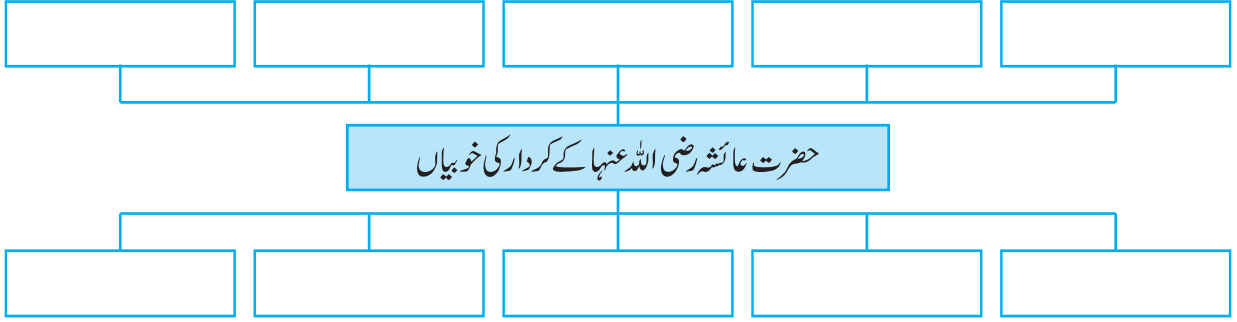 حضرت عائشہ رضی اللہ عنہا کے کردار کی خوبیاں